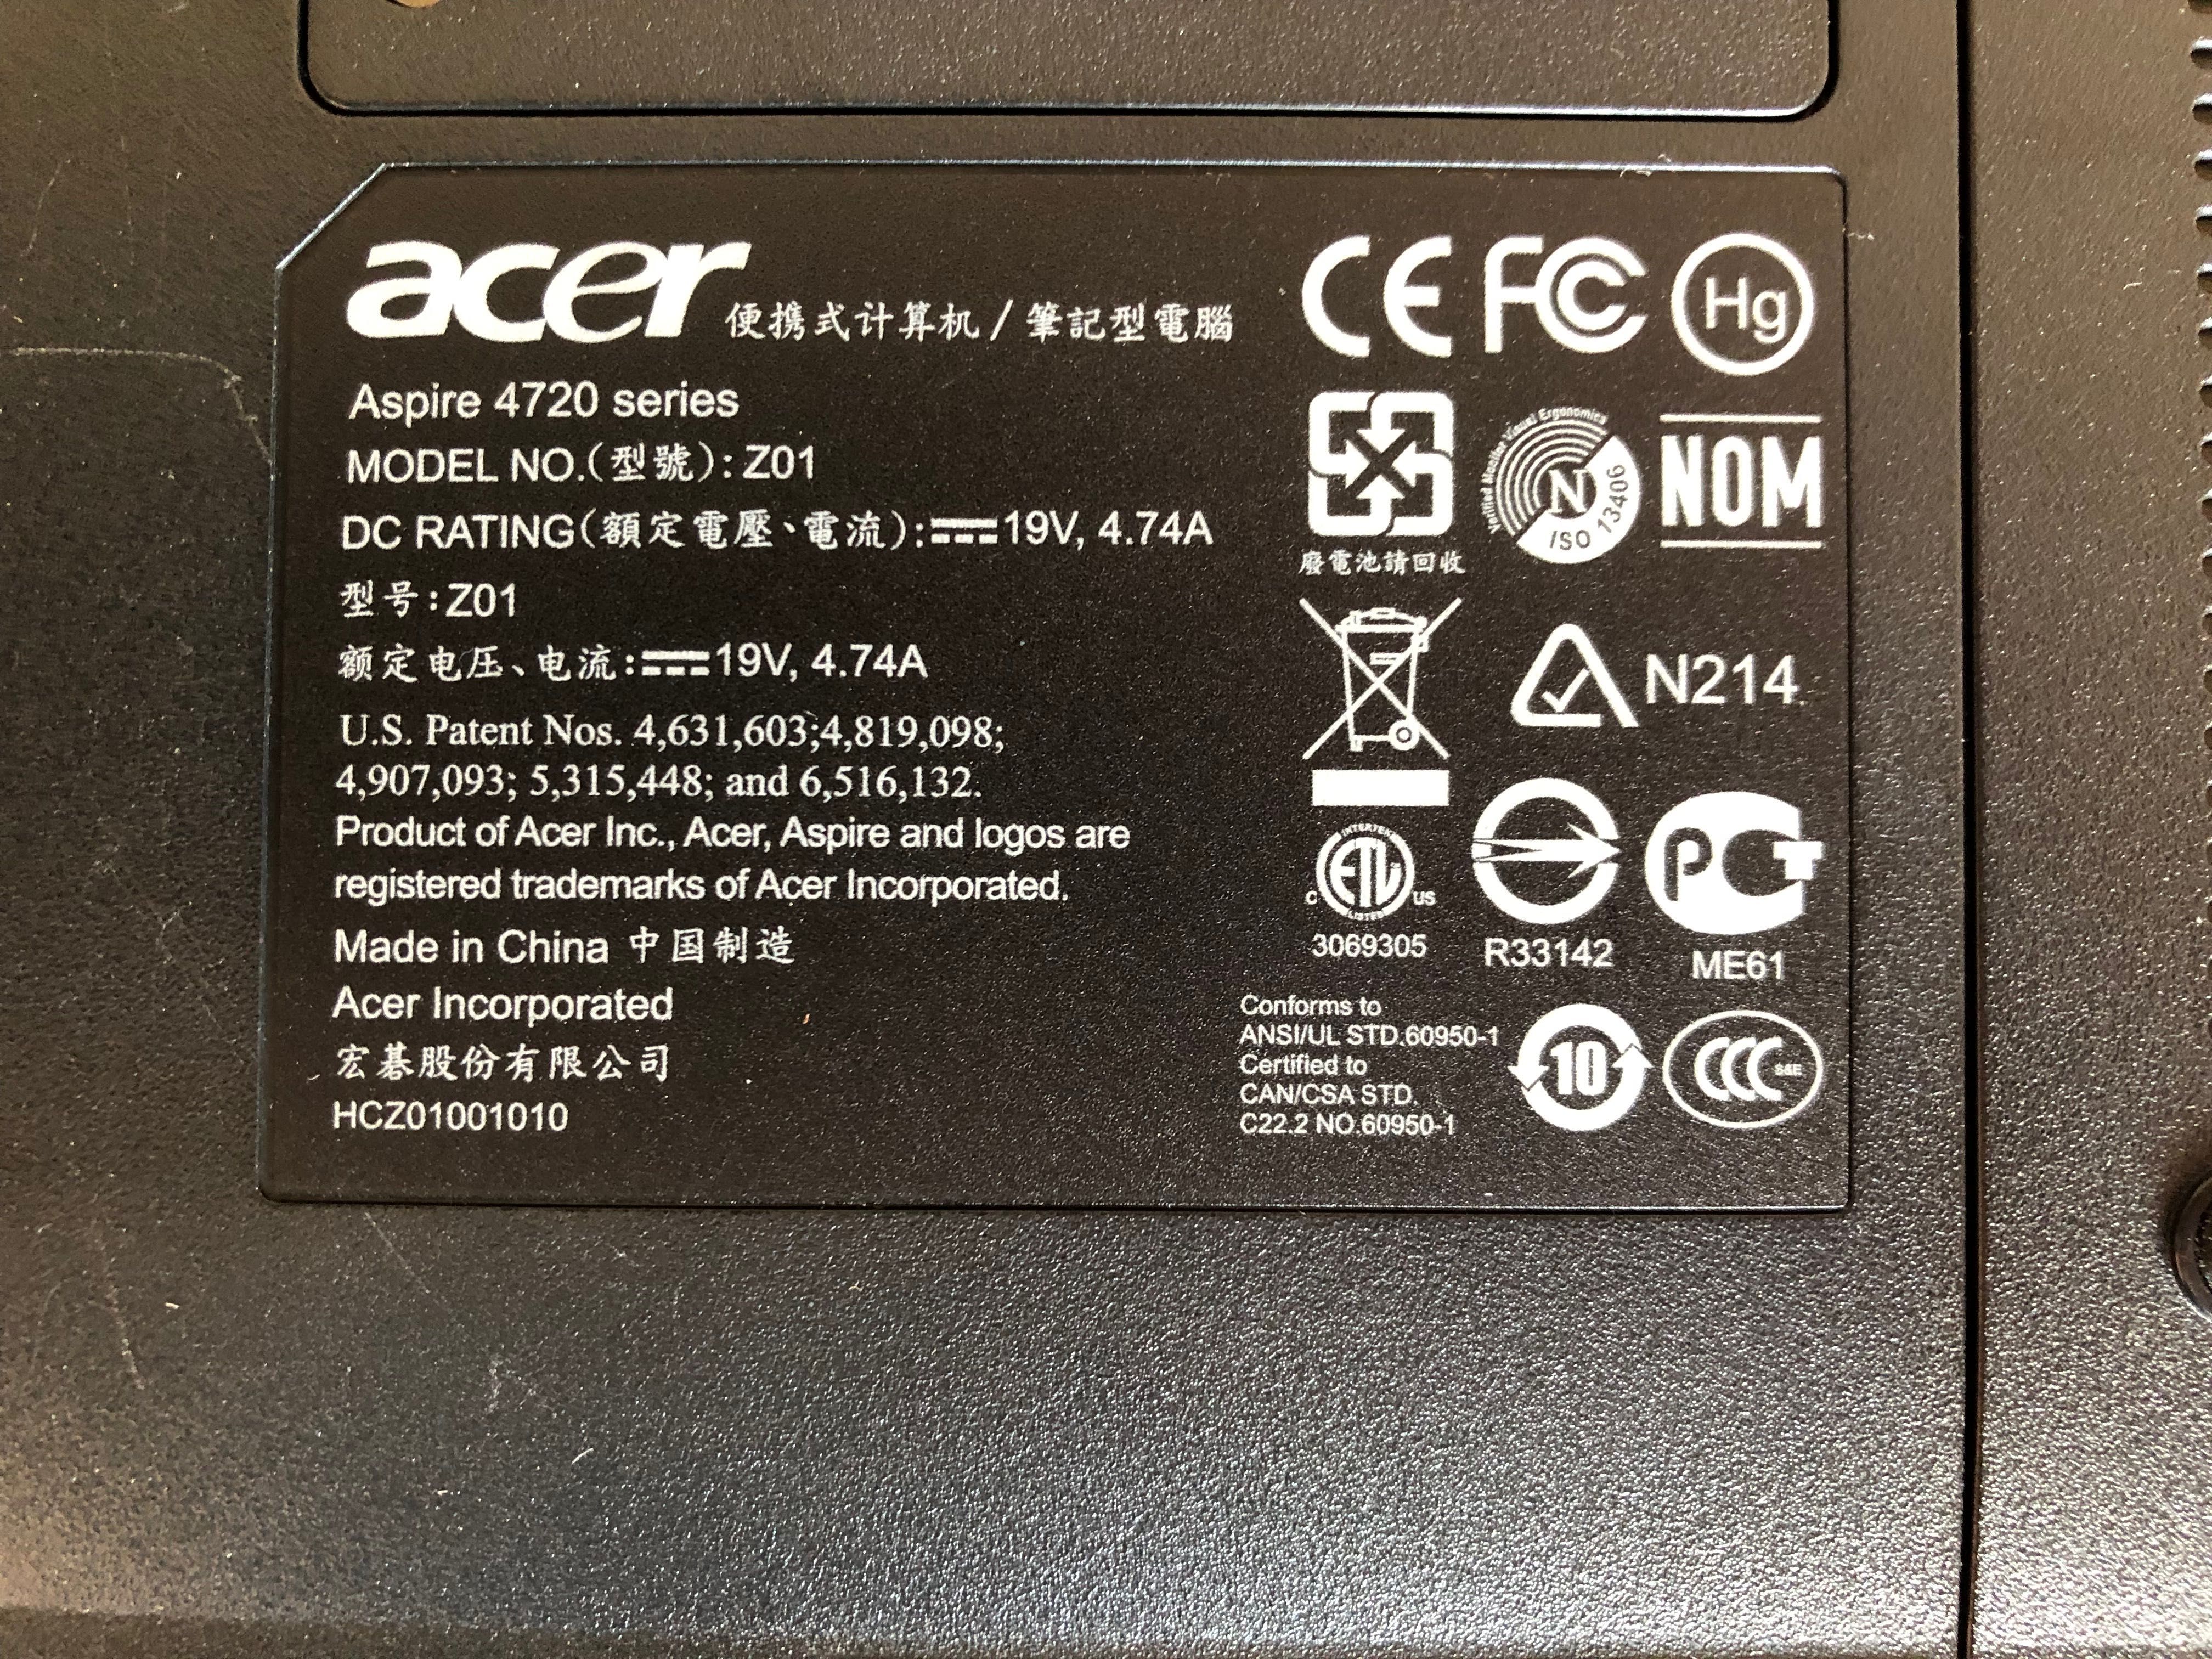 acer 便携式计算机 / 筆記型電腦
Aspire 4720 series
MODEL NO.(型號): Z01
DC RATING(額定電壓、電流): 19V, 4.74A
型号: Z01
额定电压、电流: 19V, 4.74A
U.S. Patent Nos. 4,631,603;4,819,098;
4,907,093; 5,315,448; and 6,516,132.
Product of Acer Inc., Acer, Aspire and logos are
registered trademarks of Acer Incorporated.
Made in China 中国制造
Acer Incorporated
宏碁股份有限公司
HCZ01001010
CE FC Hg
廢電池請回收
Visual Ergonomics
N
ISO 13406
NOM
N214
INTERTEK
C ETL US
LISTED
3069305
R33142
PCT
ME61
Conforms to
ANSI/UL STD.60950-1
Certified to
CAN/CSA STD.
C22.2 NO.60950-1
10
CCC S&E